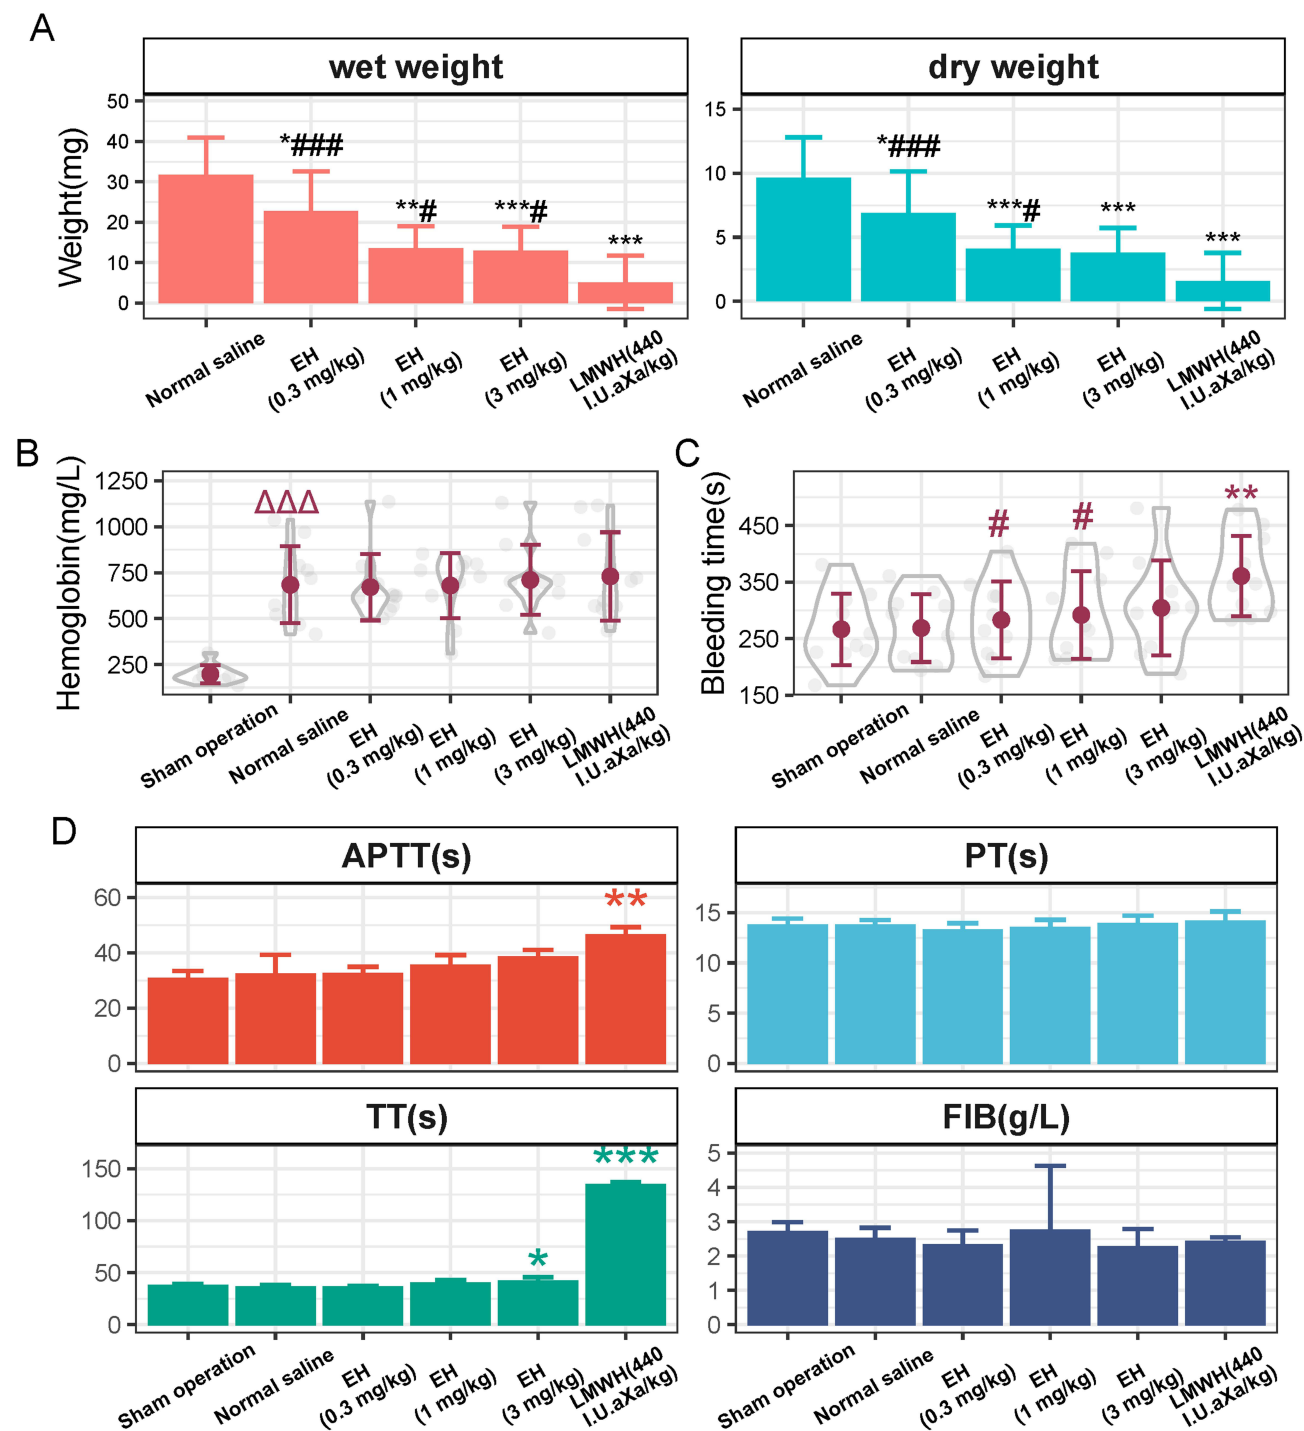 A
wet weight
dry weight
Weight(mg)
50
40
30
20
10
0
*###
**#
***#
***
15
10
5
0
*###
***#
***
***
Normal saline
EH
(0.3 mg/kg)
EH
(1 mg/kg)
EH
(3 mg/kg)
LMWH(440
I.U.aXa/kg)
Normal saline
EH
(0.3 mg/kg)
EH
(1 mg/kg)
EH
(3 mg/kg)
LMWH(440
I.U.aXa/kg)
B
Hemoglobin(mg/L)
1250
1000
750
500
250
ΔΔΔ
Sham operation
Normal saline
EH
(0.3 mg/kg)
EH
(1 mg/kg)
EH
(3 mg/kg)
LMWH(440
I.U.aXa/kg)
C
Bleeding time(s)
450
350
250
150
#
#
**
Sham operation
Normal saline
EH
(0.3 mg/kg)
EH
(1 mg/kg)
EH
(3 mg/kg)
LMWH(440
I.U.aXa/kg)
D
APTT(s)
60
40
20
0
**
PT(s)
15
10
5
0
TT(s)
150
100
50
0
*
***
FIB(g/L)
5
4
3
2
1
0
Sham operation
Normal saline
EH
(0.3 mg/kg)
EH
(1 mg/kg)
EH
(3 mg/kg)
LMWH(440
I.U.aXa/kg)
Sham operation
Normal saline
EH
(0.3 mg/kg)
EH
(1 mg/kg)
EH
(3 mg/kg)
LMWH(440
I.U.aXa/kg)